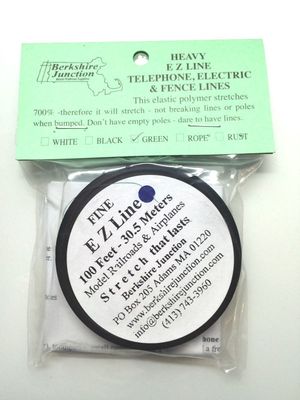 Berkshire
Junction
HEAVY
E Z LINE
TELEPHONE, ELECTRIC
& FENCE LINES
This elastic polymer stretches
700% -therefore it will stretch - not breaking lines or poles
when bumped. Don't have empty poles - dare to have lines.
WHITE BLACK GREEN ROPE RUST
FINE
E Z Line
100 Feet - 30.5 Meters
Model Railroads & Airplanes
Stretch that lasts
Berkshire Junction
PO Box 205 Adams MA 01220
www.berkshirejunction.com
info@berkshirejunction.com
(413) 743-3960